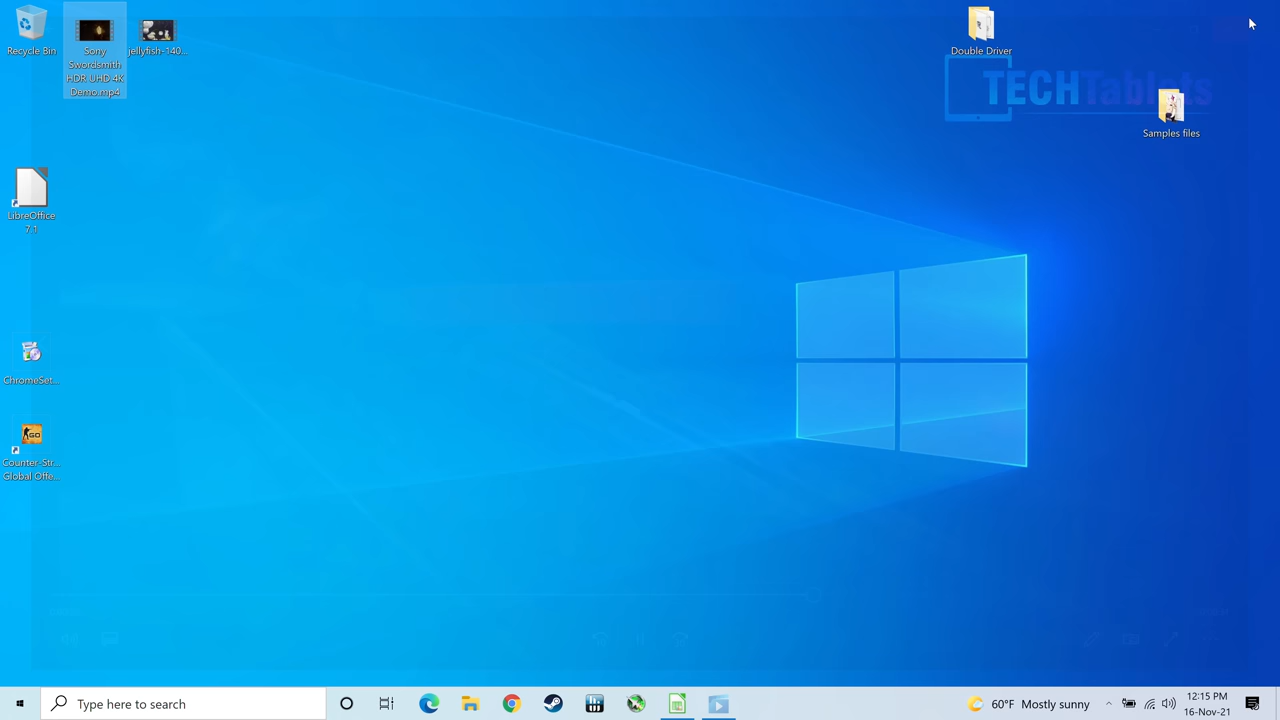 Recycle Bin
Sony
Swordsmith
HDR UHD 4K
Demo.mp4
jellyfish-140...
Double Driver
TECHTablets
Samples files
LibreOffice
7.1
ChromeSet...
GO
Counter-Str...
Global Offe...
Type here to search
60°F Mostly sunny
12:15 PM
16-Nov-21